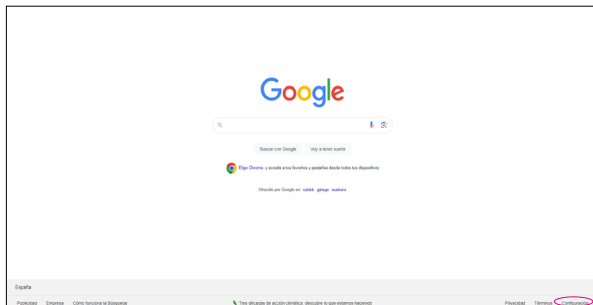 Google
Buscar con Google Voy a tener suerte
Elige Chrome, y accede a tus favoritos y pestañas desde todos tus dispositivos
Ofrecido por Google en: català galego euskara
España
Publicidad Empresa Cómo funciona la Búsqueda Tres décadas de acción climática: descubre lo que estamos haciendo Privacidad Términos Configuración